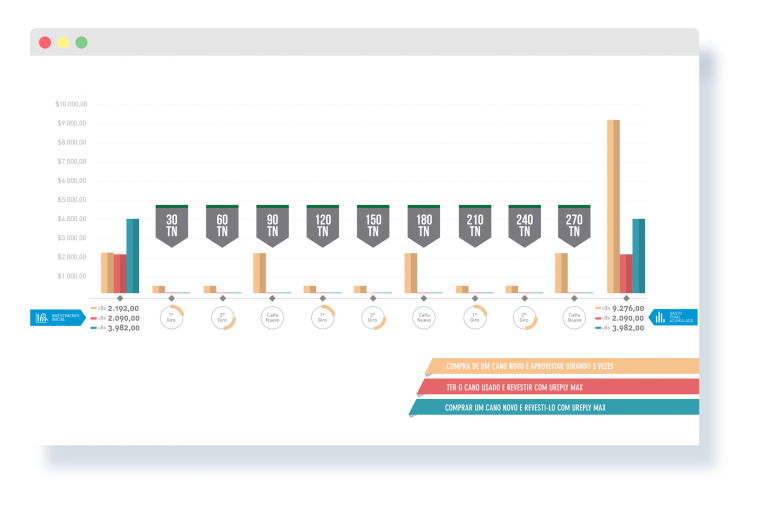 $10.000,00
$9.000,00
$8.000,00
$7.000,00
$6.000,00
$5.000,00
$4.000,00
$3.000,00
$2.000,00
$1.000,00
30 TN
60 TN
90 TN
120 TN
150 TN
180 TN
210 TN
240 TN
270 TN
INVESTIMENTO INICIAL
u$s 2.192,00
u$s 2.090,00
u$s 3.982,00
1º Giro
2º Giro
Caño Nuevo
1º Giro
2º Giro
Caño Nuevo
1º Giro
2º Giro
Caño Nuevo
u$s 9.276,00
u$s 2.090,00
u$s 3.982,00
GASTO FINAL ACUMULADO
COMPRA DE UM CANO NOVO E APROVEITAR GIRANDO 3 VEZES
TER O CANO USADO E REVESTIR COM UREPLY MAX
COMPRAR UM CANO NOVO E REVESTI-LO COM UREPLY MAX